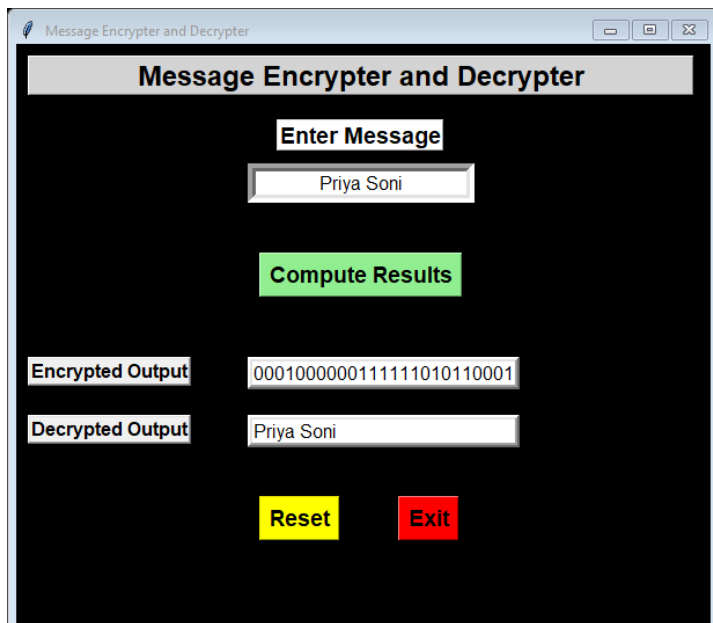 Message Encrypter and Decrypter
Message Encrypter and Decrypter
Enter Message
Priya Soni
Compute Results
Encrypted Output
0001000000111111010110001
Decrypted Output
Priya Soni
Reset Exit